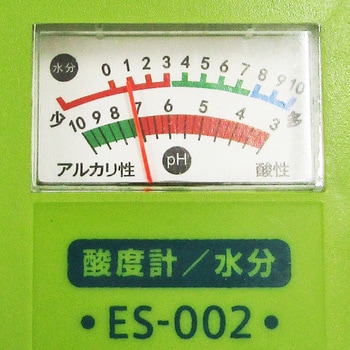 水分 0 1 2 3 4 5 6 7 8 9 10
少 多
10 9 8 7 6 5 4 3
アルカリ性 pH 酸性
酸度計／水分
・ES-002・